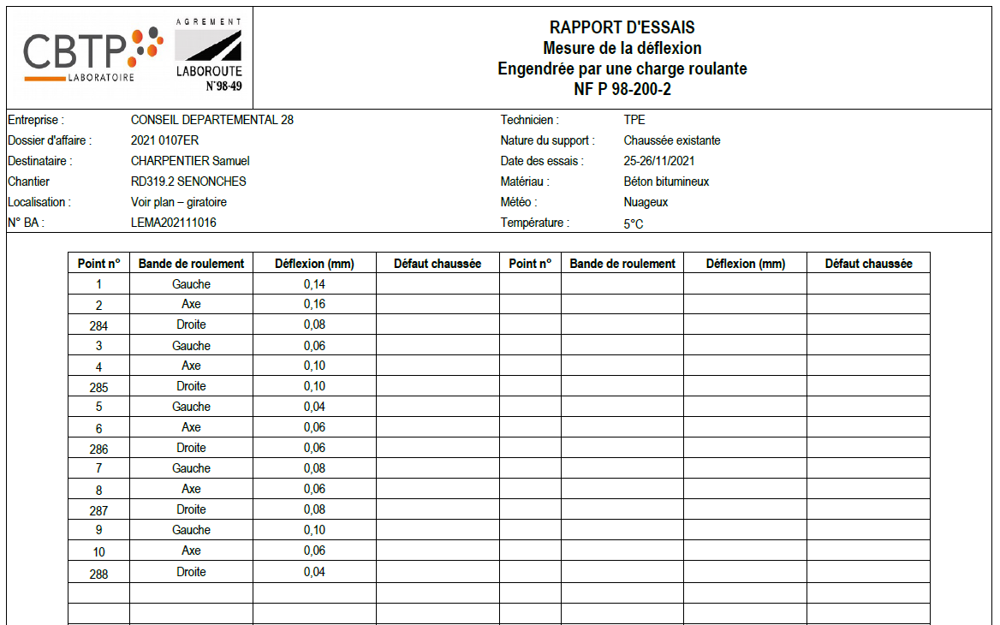 CBTP
LABORATOIRE
AGREMENT
LABOROUTE
N°98-49
RAPPORT D'ESSAIS
Mesure de la déflexion
Engendrée par une charge roulante
NF P 98-200-2
Entreprise : CONSEIL DEPARTEMENTAL 28 Technicien : TPE
Dossier d'affaire : 2021 0107ER Nature du support : Chaussée existante
Destinataire : CHARPENTIER Samuel Date des essais : 25-26/11/2021
Chantier RD319.2 SENONCHES Matériau : Béton bitumineux
Localisation : Voir plan – giratoire Météo : Nuageux
N° BA : LEMA202111016 Température : 5°C
Point n° Bande de roulement Déflexion (mm) Défaut chaussée Point n° Bande de roulement Déflexion (mm) Défaut chaussée
1 Gauche 0,14
2 Axe 0,16
284 Droite 0,08
3 Gauche 0,06
4 Axe 0,10
285 Droite 0,10
5 Gauche 0,04
6 Axe 0,06
286 Droite 0,06
7 Gauche 0,08
8 Axe 0,06
287 Droite 0,08
9 Gauche 0,10
10 Axe 0,06
288 Droite 0,04